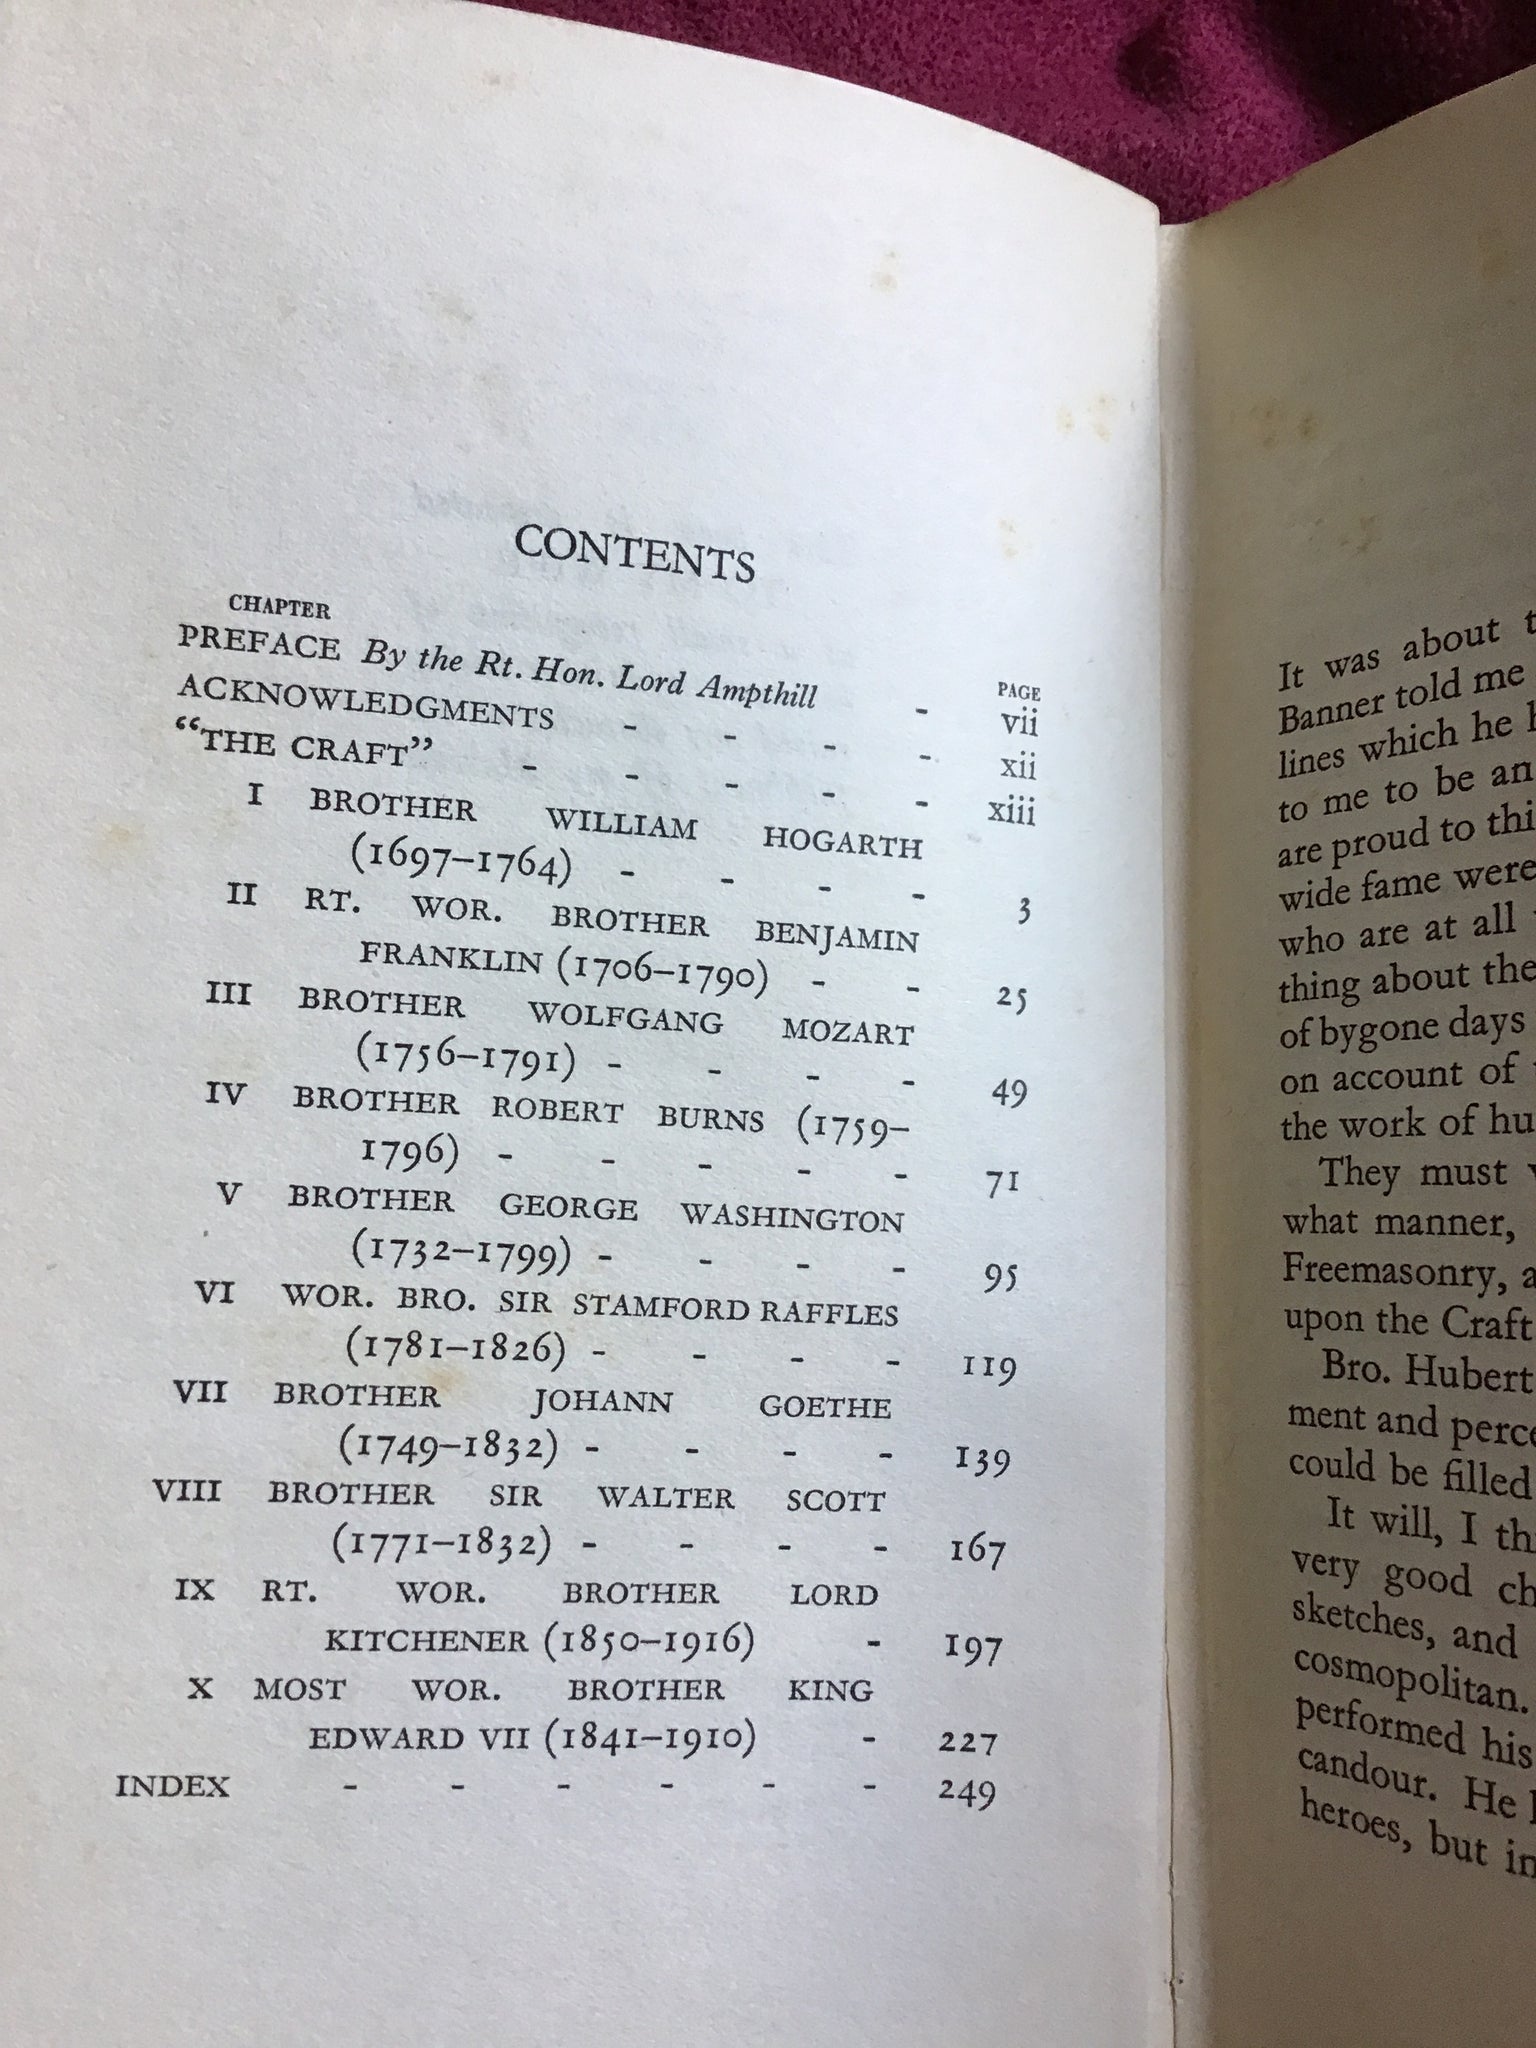 CONTENTS
CHAPTER
PAGE
PREFACE By the Rt. Hon. Lord Ampthill - vii
ACKNOWLEDGMENTS - - - - xii
“THE CRAFT” - - - - - xiii
I BROTHER WILLIAM HOGARTH
(1697–1764) - - - - 3
II RT. WOR. BROTHER BENJAMIN
FRANKLIN (1706–1790) - - 25
III BROTHER WOLFGANG MOZART
(1756–1791) - - - - 49
IV BROTHER ROBERT BURNS (1759–
1796) - - - - - 71
V BROTHER GEORGE WASHINGTON
(1732–1799) - - - - 95
VI WOR. BRO. SIR STAMFORD RAFFLES
(1781–1826) - - - - 119
VII BROTHER JOHANN GOETHE
(1749–1832) - - - - 139
VIII BROTHER SIR WALTER SCOTT
(1771–1832) - - - - 167
IX RT. WOR. BROTHER LORD
KITCHENER (1850–1916) - 197
X MOST WOR. BROTHER KING
EDWARD VII (1841–1910) - 227
INDEX - - - - - - 249
It was about
Banner told me
lines which he
to me to be an
are proud to
wide fame were
who are at all
thing about the
of bygone days
on account of
the work of
They must
what manner,
Freemasonry,
upon the Craft
Bro. Hubert
ment and
could be filled
It will, I
very good
sketches, and
cosmopolitan.
performed his
candour. He
heroes, but